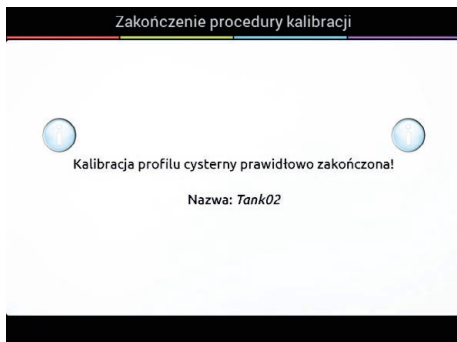 Zakończenie procedury kalibracji
Kalibracja profilu cysterny prawidłowo zakończona!
Nazwa: Tank02